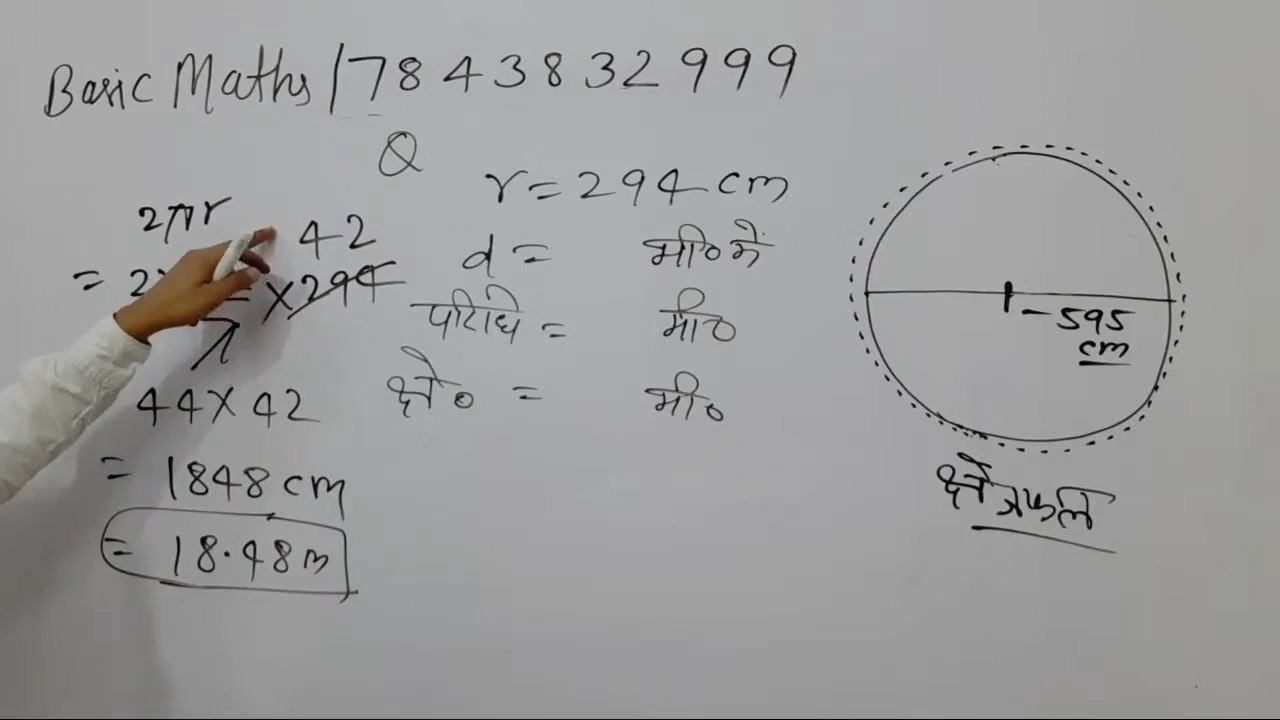 Basic Maths / 7843832999
Q
r = 294 cm
d = मी० में
परिधि = मी०
क्षे० = मी०
2πr
42
= 2× ×294
7
44×42
= 1848 cm
= 18.48 m
595
cm
क्षेत्रफल